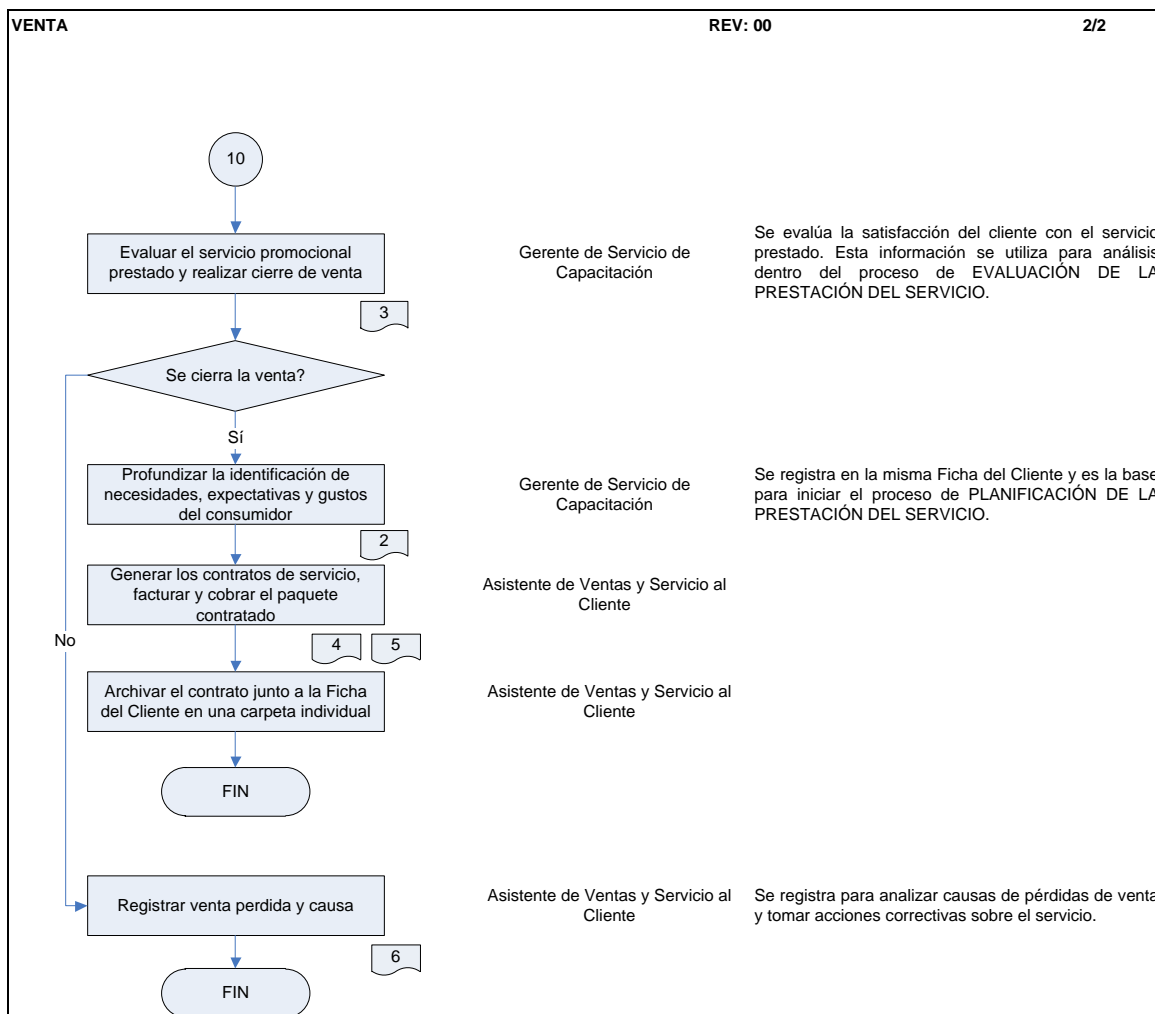 VENTA REV: 00 2/2
10
Evaluar el servicio promocional
prestado y realizar cierre de venta
Gerente de Servicio de
Capacitación
Se evalúa la satisfacción del cliente con el servicio
prestado. Esta información se utiliza para análisis
dentro del proceso de EVALUACIÓN DE LA
PRESTACIÓN DEL SERVICIO.
3
Se cierra la venta?
Sí
Profundizar la identificación de
necesidades, expectativas y gustos
del consumidor
Gerente de Servicio de
Capacitación
Se registra en la misma Ficha del Cliente y es la base
para iniciar el proceso de PLANIFICACIÓN DE LA
PRESTACIÓN DEL SERVICIO.
2
Generar los contratos de servicio,
facturar y cobrar el paquete
contratado
Asistente de Ventas y Servicio al
Cliente
No
4 5
Archivar el contrato junto a la Ficha
del Cliente en una carpeta individual
Asistente de Ventas y Servicio al
Cliente
FIN
Registrar venta perdida y causa
Asistente de Ventas y Servicio al
Cliente
Se registra para analizar causas de pérdidas de venta
y tomar acciones correctivas sobre el servicio.
6
FIN